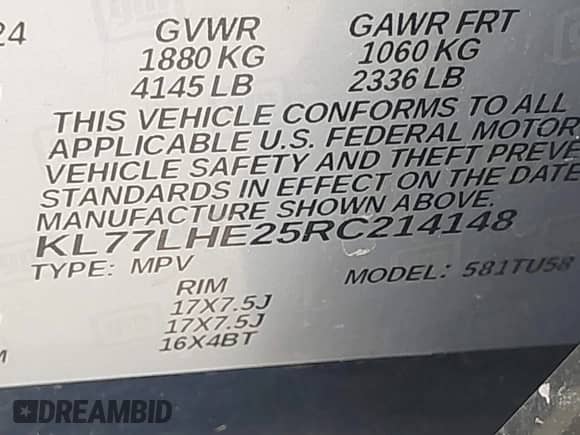 24
GVWR
GAWR FRT
1880 KG
1060 KG
4145 LB
2336 LB
THIS VEHICLE CONFORMS TO ALL
APPLICABLE U.S. FEDERAL MOTOR
VEHICLE SAFETY AND THEFT PREVE
STANDARDS IN EFFECT ON THE DATE
MANUFACTURE SHOWN ABOVE.
KL77LHE25RC214148
TYPE: MPV
MODEL: 581TU58
RIM
17X7.5J
17X7.5J
16X4BT
M
DREAMBID